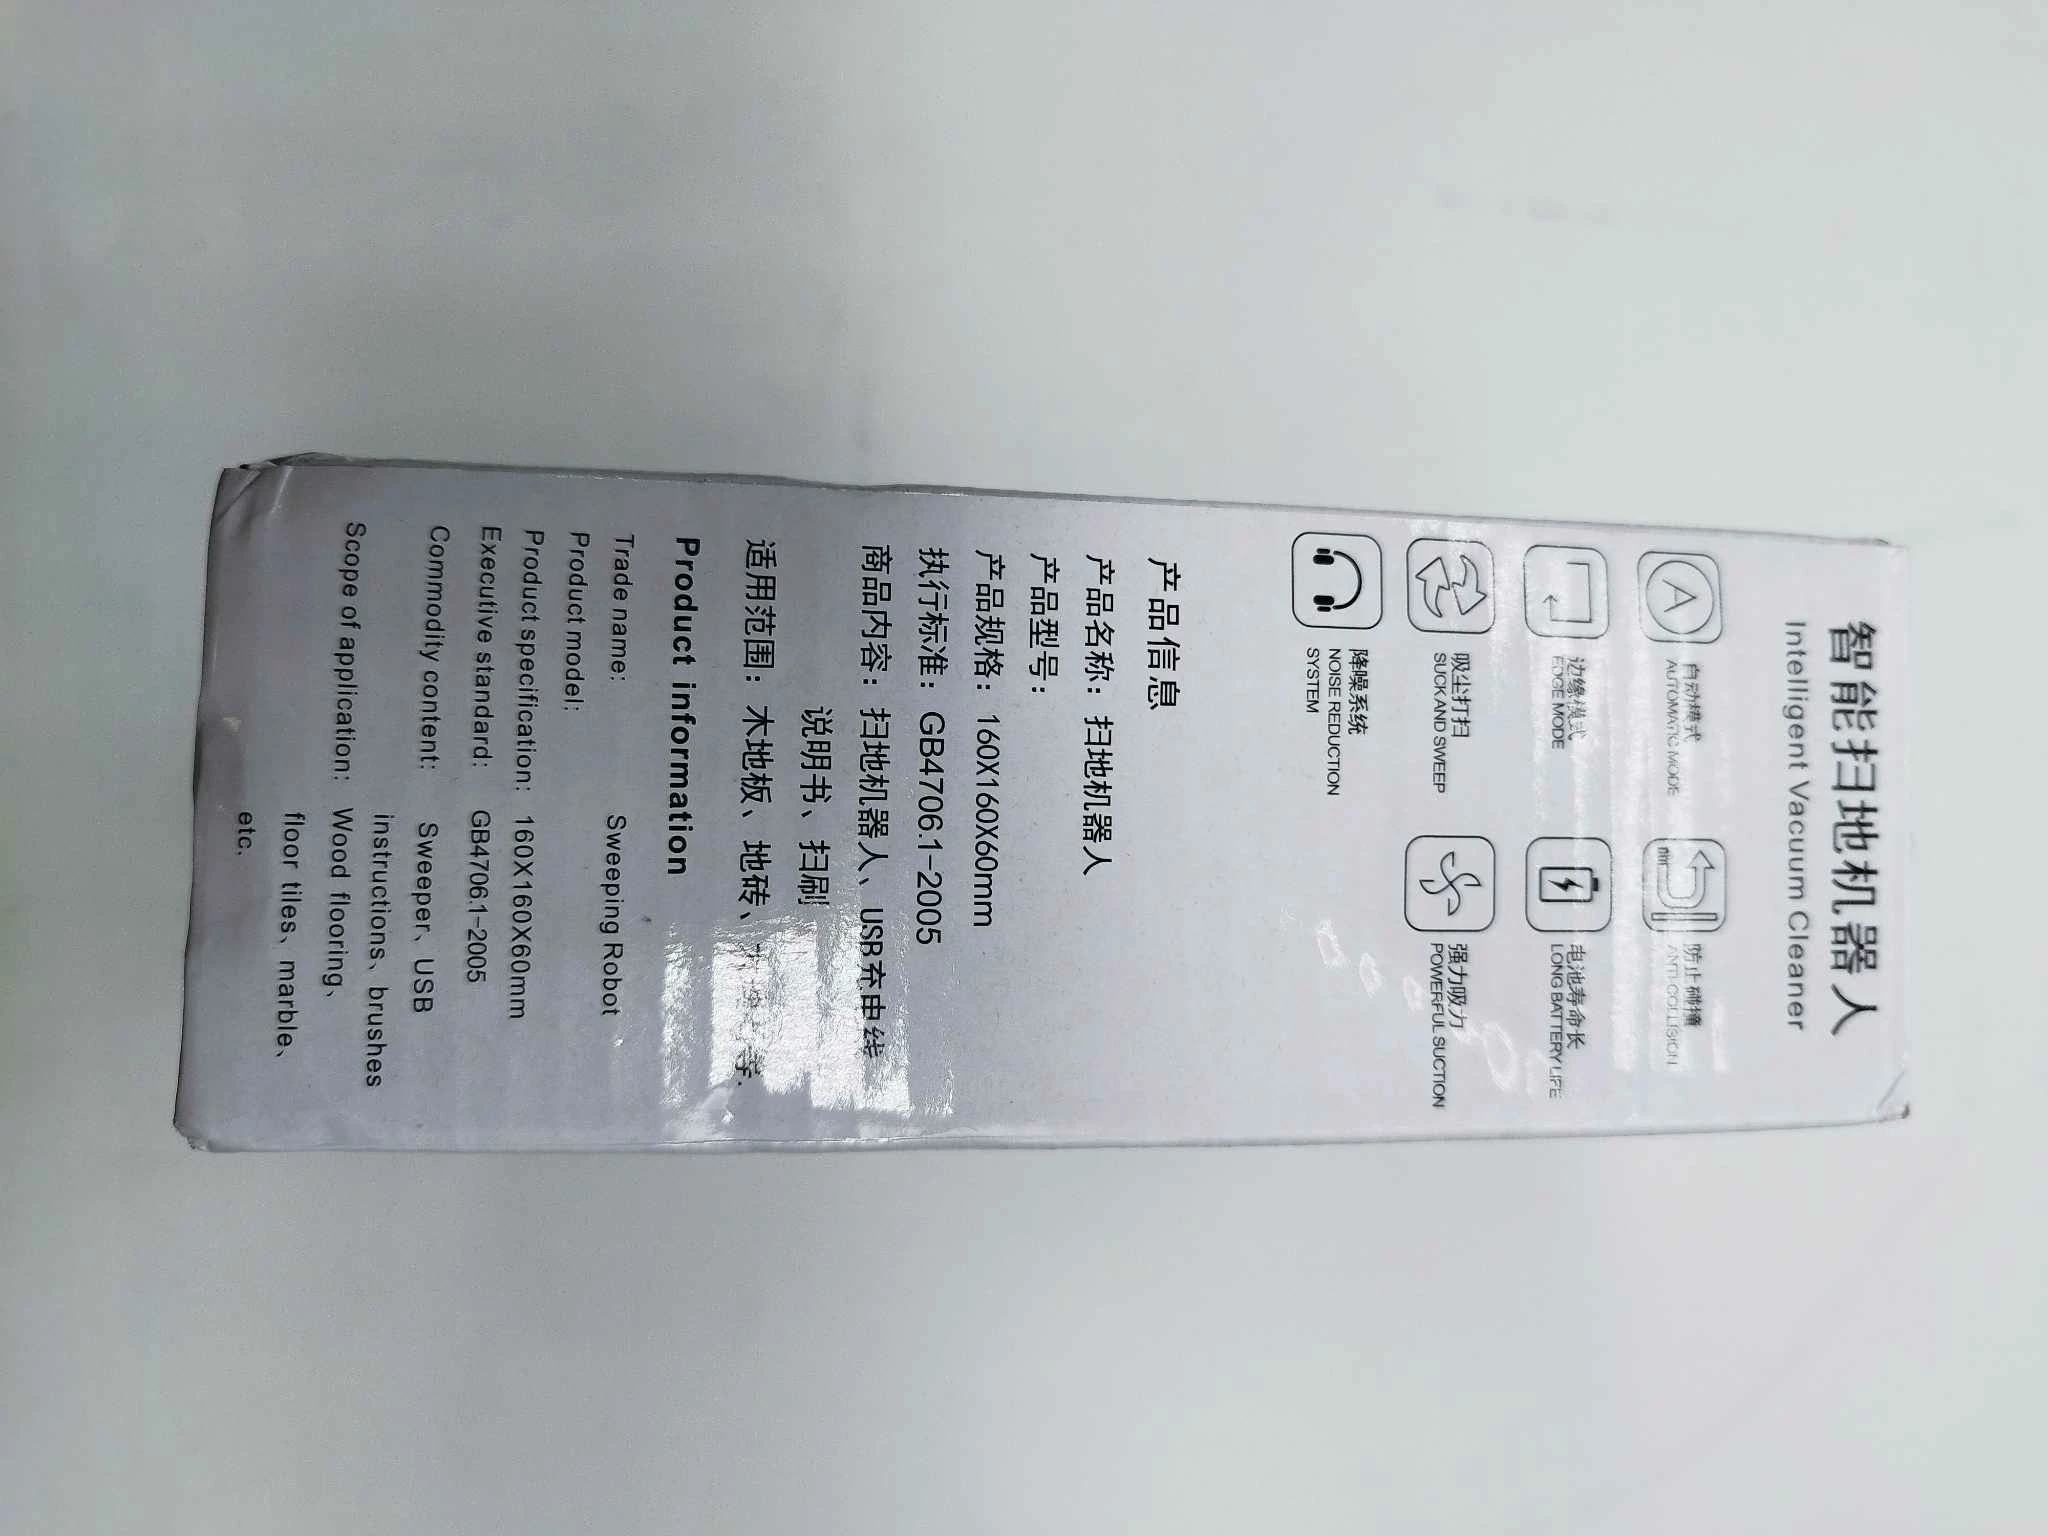 智能扫地机器人
Intelligent Vacuum Cleaner
自动模式
AUTOMATIC MODE
防止碰撞
ANTI-COLLISION
边缘模式
EDGE MODE
电池寿命长
LONG BATTERY LIFE
吸尘打扫
SUCK AND SWEEP
强力吸力
POWERFUL SUCTION
降噪系统
NOISE REDUCTION
SYSTEM
产品信息
产品名称：扫地机器人
产品型号：
产品规格：160X160X60mm
执行标准：GB4706.1-2005
商品内容：扫地机器人、USB充电线
说明书、扫刷
适用范围：木地板、地砖、等.
Product information
Trade name: Sweeping Robot
Product model:
Product specification: 160X160X60mm
Executive standard: GB4706.1-2005
Commodity content: Sweeper、USB
instructions、brushes
Scope of application: Wood flooring、
floor tiles、marble、
etc.